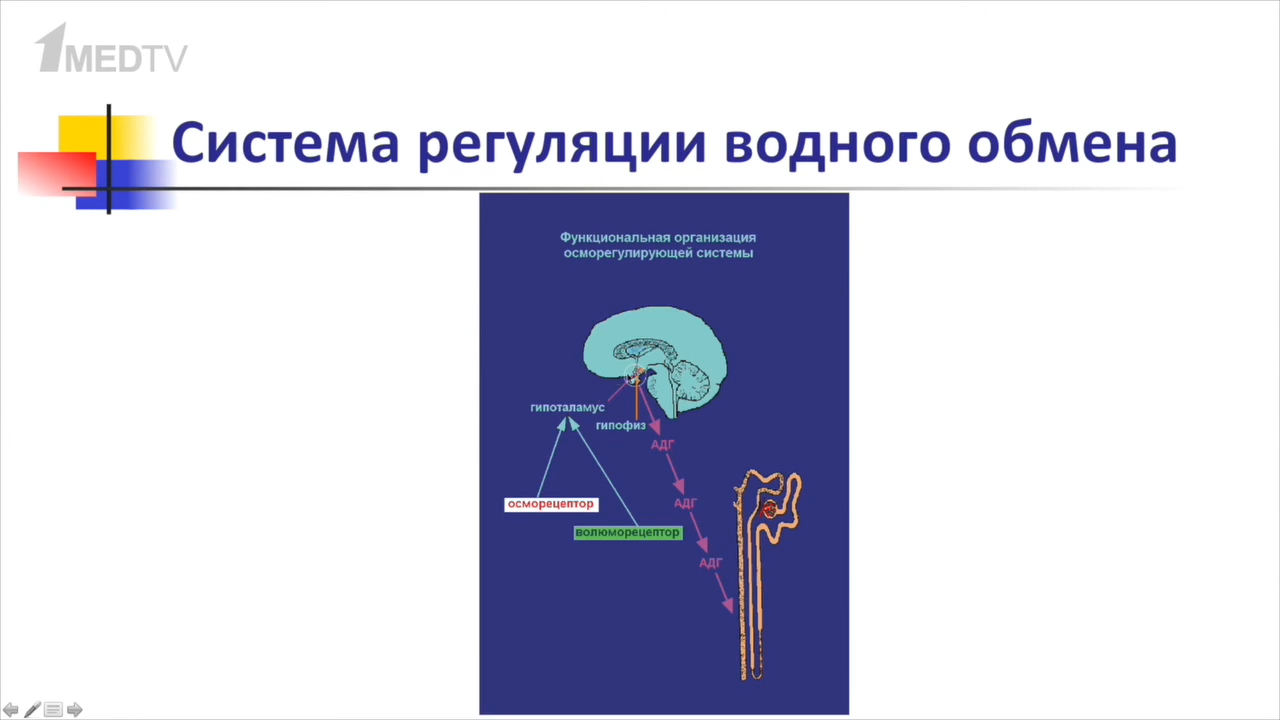 1MEDTV
Система регуляции водного обмена
Функциональная организация
осморегулирующей системы
гипоталамус
гипофиз
АДГ
АДГ
осморецептор
волюморецептор
АДГ